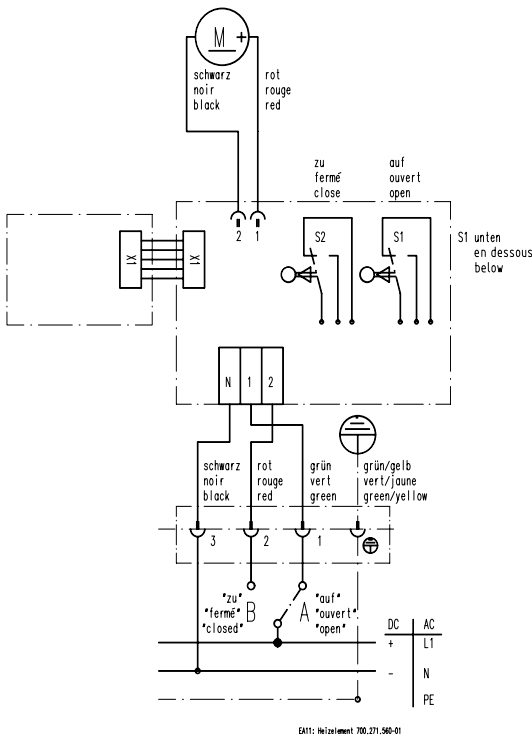 M +
schwarz
noir
black
rot
rouge
red
zu
fermé
close
auf
ouvert
open
2 1
S2
S1
S1 unten
en dessous
below
X1
X1
N 1 2
schwarz
noir
black
rot
rouge
red
grün
vert
green
grün/gelb
vert/jaune
green/yellow
3
2
1
"zu"
"fermé"
"closed"
B
A
"auf"
"ouvert"
"open"
DC AC
+ L1
- N
PE
EA11: Heizelement 700.271.560-01